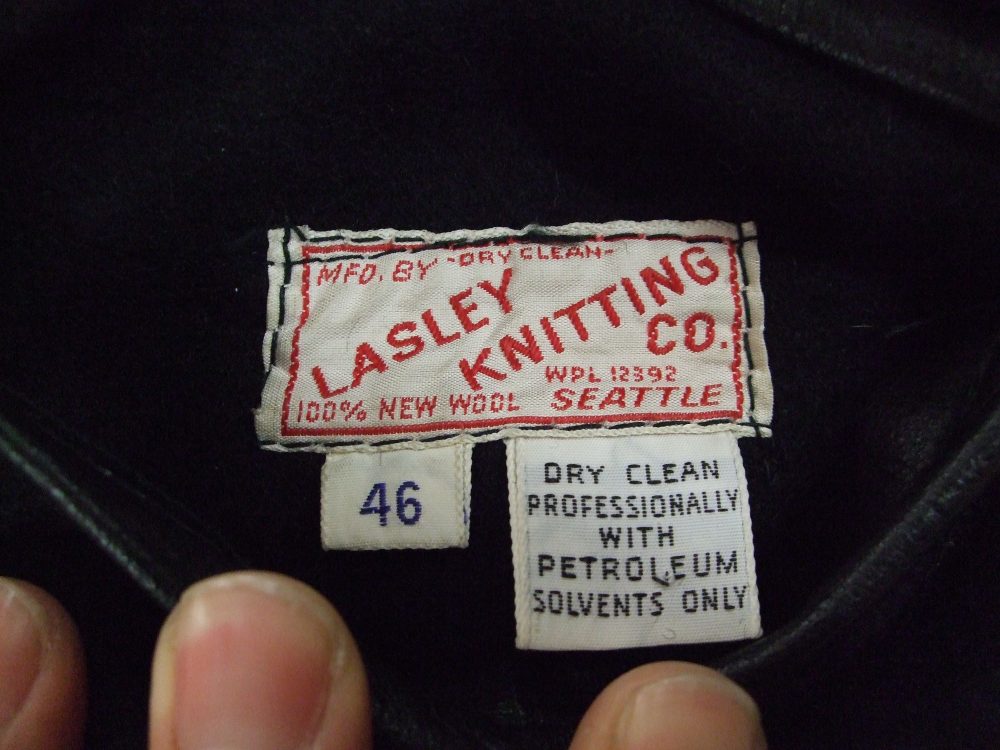 MFD. BY -DRY CLEAN-
LASLEY
KNITTING
CO.
WPL 12392
100% NEW WOOL SEATTLE
46
DRY CLEAN
PROFESSIONALLY
WITH
PETROLEUM
SOLVENTS ONLY